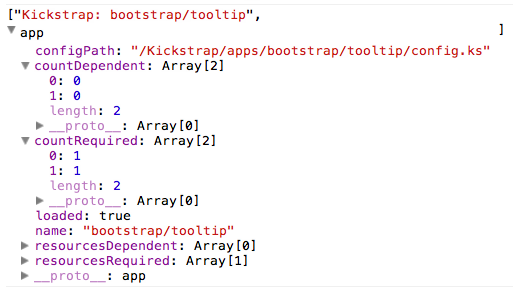 ["Kickstrap: bootstrap/tooltip",
app ]
configPath: "/Kickstrap/apps/bootstrap/tooltip/config.ks"
countDependent: Array[2]
0: 0
1: 0
length: 2
__proto__: Array[0]
countRequired: Array[2]
0: 1
1: 1
length: 2
__proto__: Array[0]
loaded: true
name: "bootstrap/tooltip"
resourcesDependent: Array[0]
resourcesRequired: Array[1]
__proto__: app